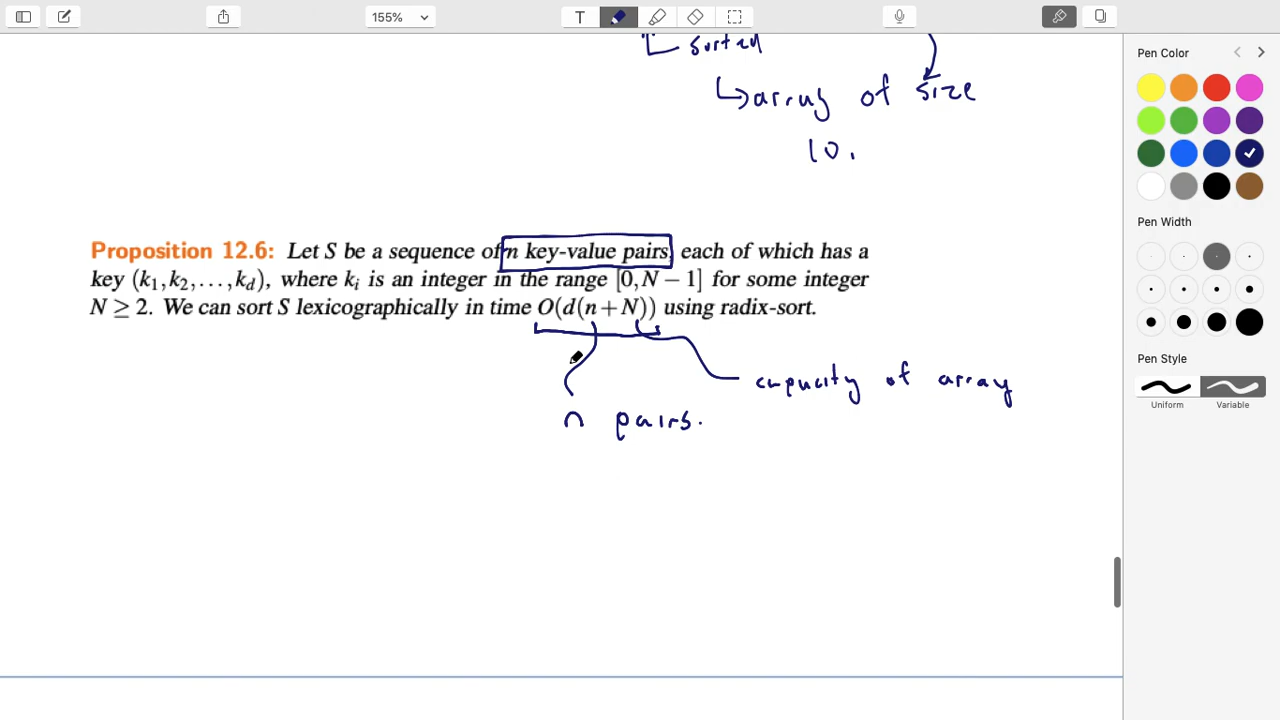 T
155%
sorted
array of size
10.
Proposition 12.6: Let S be a sequence of n key-value pairs, each of which has a
key (k₁,k₂,...,k_d), where kᵢ is an integer in the range [0,N − 1] for some integer
N ≥ 2. We can sort S lexicographically in time O(d(n+N)) using radix-sort.
capacity of array
n pairs.
Pen Color
Pen Width
Pen Style
Uniform Variable